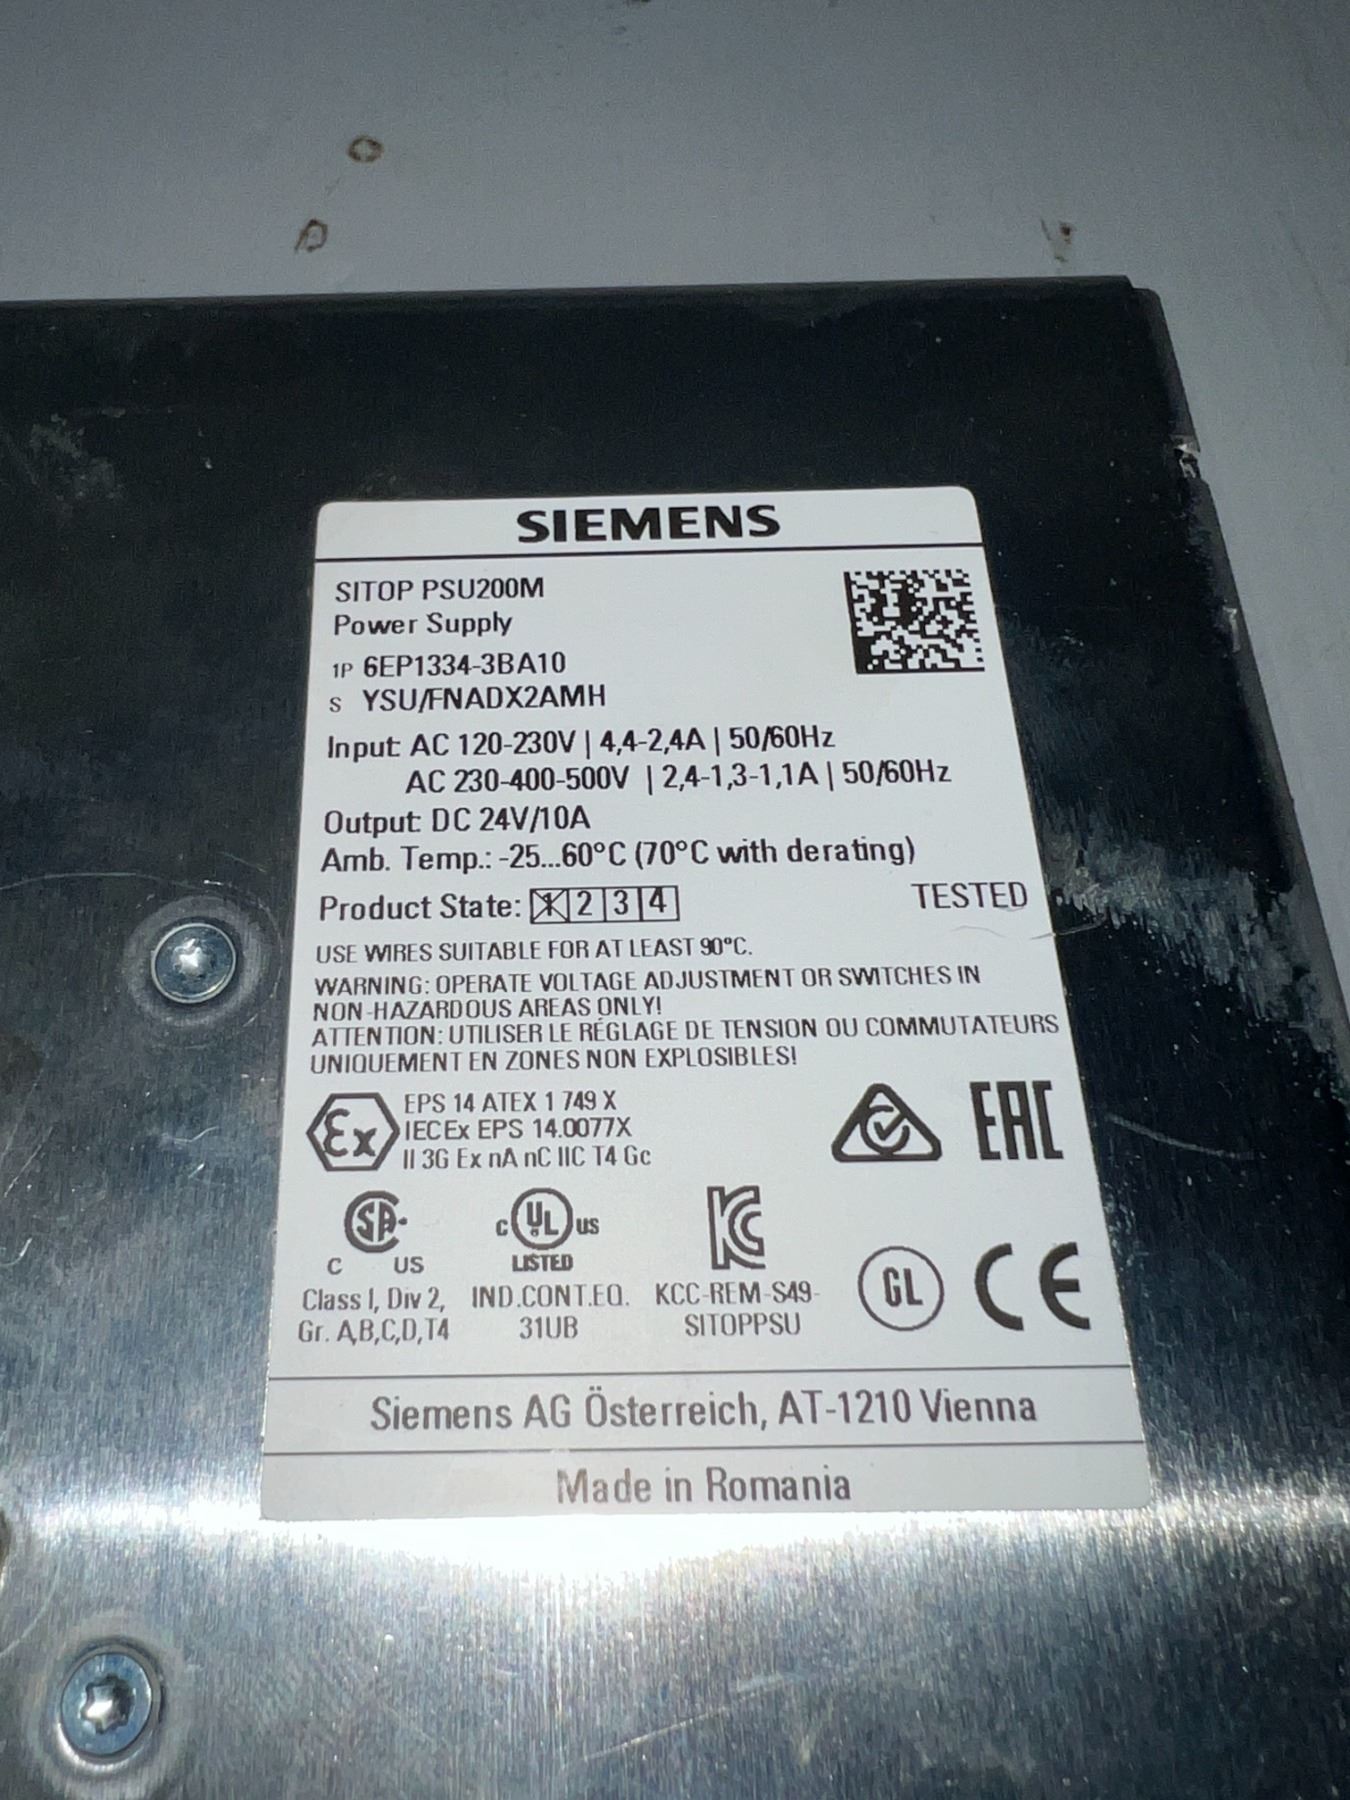 SIEMENS
SITOP PSU200M
Power Supply
1P 6EP1334-3BA10
S YSU/FNADX2AMH
Input: AC 120-230V | 4,4-2,4A | 50/60Hz
AC 230-400-500V | 2,4-1,3-1,1A | 50/60Hz
Output: DC 24V/10A
Amb. Temp.: -25...60°C (70°C with derating)
Product State: 1 2 3 4 TESTED
USE WIRES SUITABLE FOR AT LEAST 90°C.
WARNING: OPERATE VOLTAGE ADJUSTMENT OR SWITCHES IN
NON-HAZARDOUS AREAS ONLY!
ATTENTION: UTILISER LE RÉGLAGE DE TENSION OU COMMUTATEURS
UNIQUEMENT EN ZONES NON EXPLOSIBLES!
Ex
EPS 14 ATEX 1 749 X
IECEx EPS 14.0077X
II 3G Ex nA nC IIC T4 Gc
EAC
SA
C US
Class I, Div 2,
Gr. A,B,C,D,T4
c UL us
LISTED
IND.CONT.EQ.
31UB
KC
KCC-REM-S49-
SITOPPSU
GL
CE
Siemens AG Österreich, AT-1210 Vienna
Made in Romania